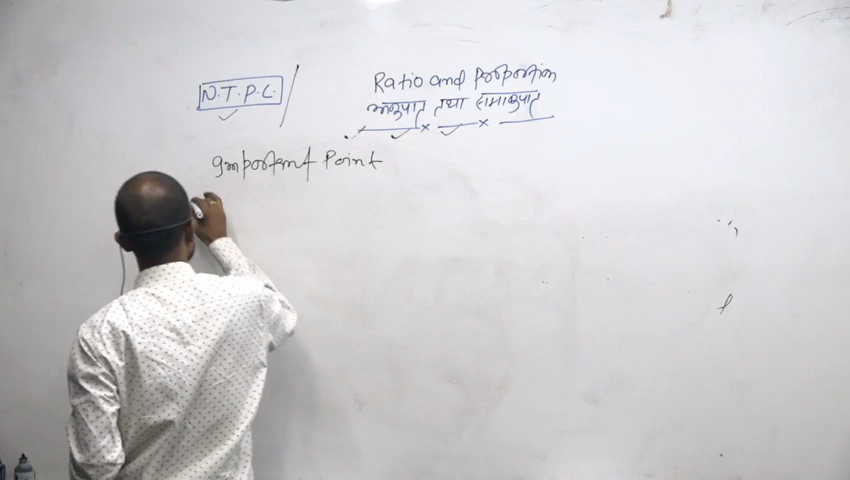 N.T.P.C.
Ratio and Proportion
अनुपात तथा समानुपात
Important Point